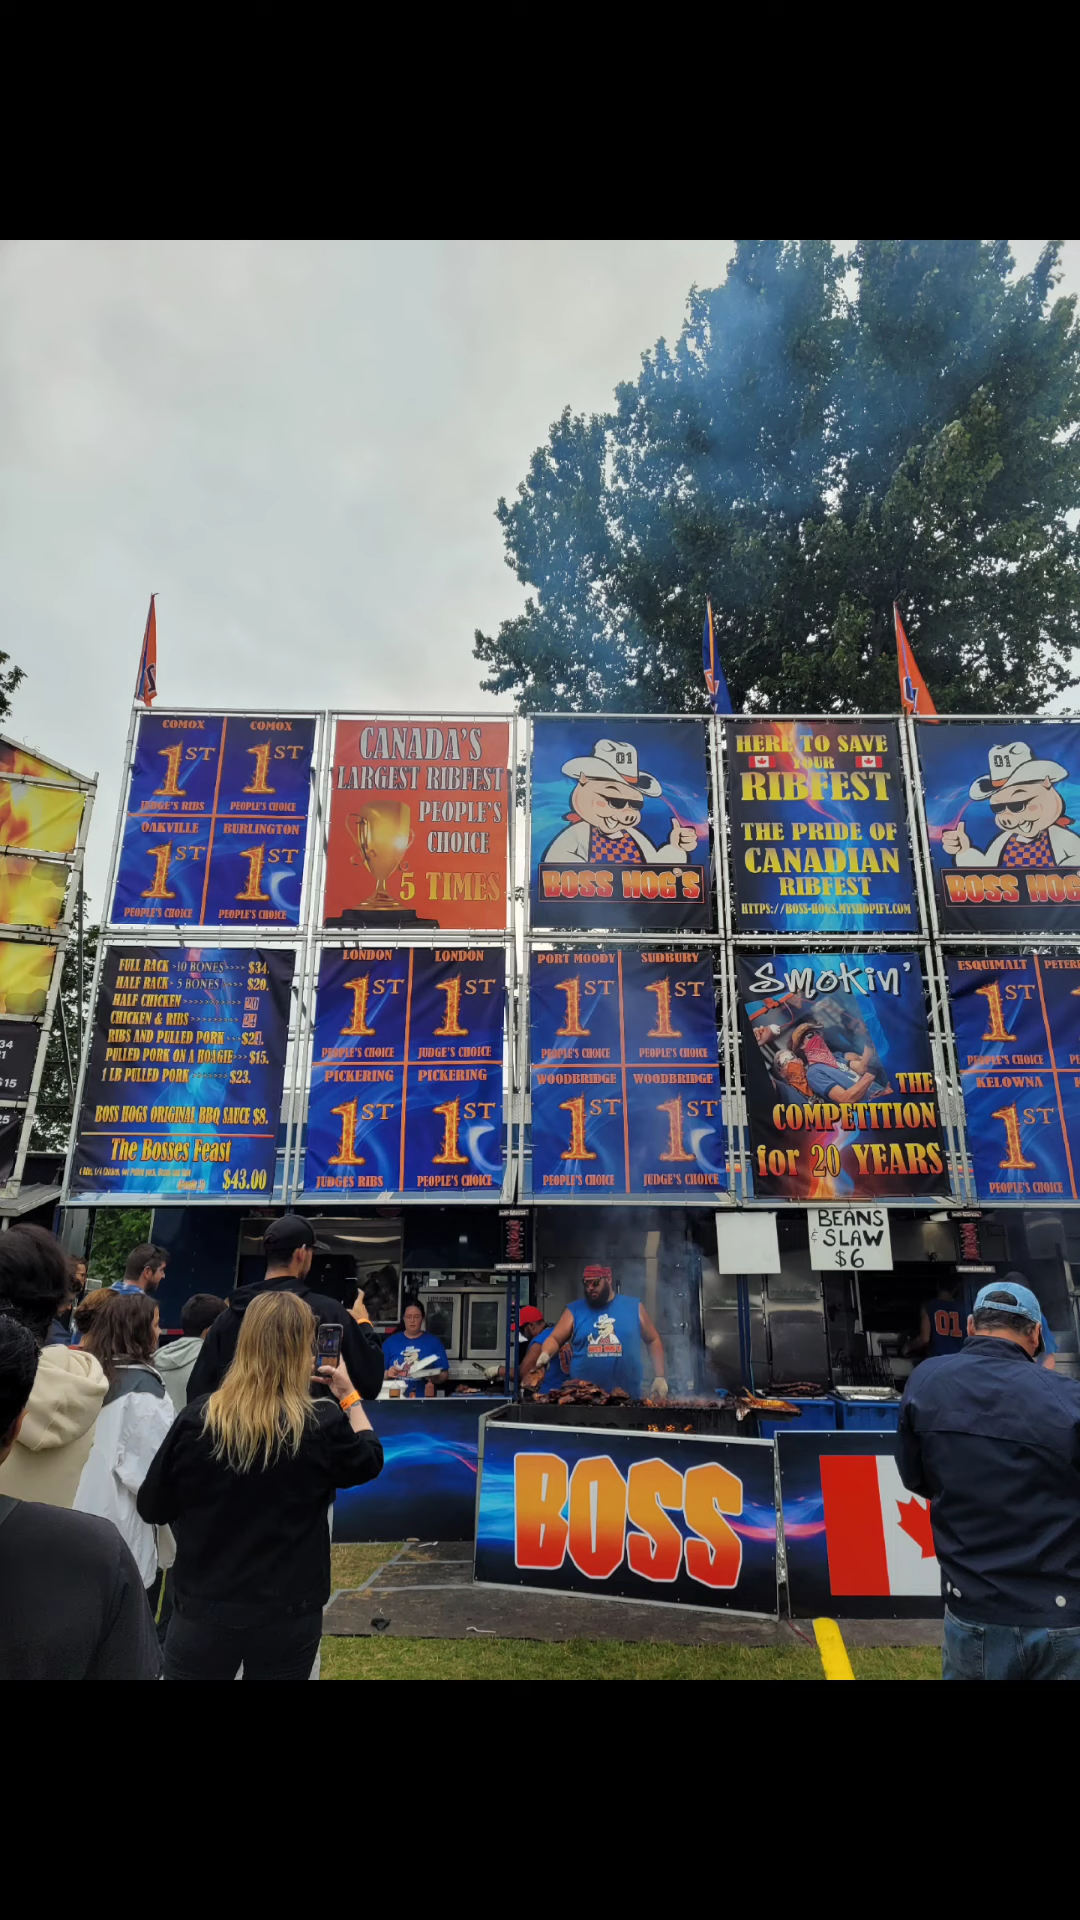 COMOX
1ST
JUDGE'S RIBS
COMOX
1ST
PEOPLE'S CHOICE
OAKVILLE
1ST
PEOPLE'S CHOICE
BURLINGTON
1ST
PEOPLE'S CHOICE
CANADA'S
LARGEST RIBFEST
PEOPLE'S
CHOICE
5 TIMES
01
BOSS HOG'S
HERE TO SAVE
YOUR
RIBFEST
THE PRIDE OF
CANADIAN
RIBFEST
HTTPS://BOSS-HOGS.MYSHOPIFY.COM
01
BOSS HOG
FULL RACK -10 BONES>>>> $34.
HALF RACK - 5 BONES >>> $20.
HALF CHICKEN >>>>>>>>>>>
CHICKEN & RIBS >>>>>>>>>
RIBS AND PULLED PORK >>>
PULLED PORK ON A HOAGIE>>> $15.
1 LB PULLED PORK >>>>>>> $23.
BOSS HOGS ORIGINAL BBQ SAUCE $8.
The Bosses Feast
$43.00
LONDON
1ST
PEOPLE'S CHOICE
LONDON
1ST
JUDGE'S CHOICE
PICKERING
1ST
JUDGES RIBS
PICKERING
1ST
PEOPLE'S CHOICE
PORT MOODY
1ST
PEOPLE'S CHOICE
SUDBURY
1ST
PEOPLE'S CHOICE
WOODBRIDGE
1ST
PEOPLE'S CHOICE
WOODBRIDGE
1ST
JUDGE'S CHOICE
SMOKIN'
THE
COMPETITION
for 20 YEARS
ESQUIMALT
1ST
PEOPLE'S CHOICE
PETER
PE
KELOWNA
1ST
PEOPLE'S CHOICE
34
$15
25
BEANS
& SLAW
$6
01
BOSS